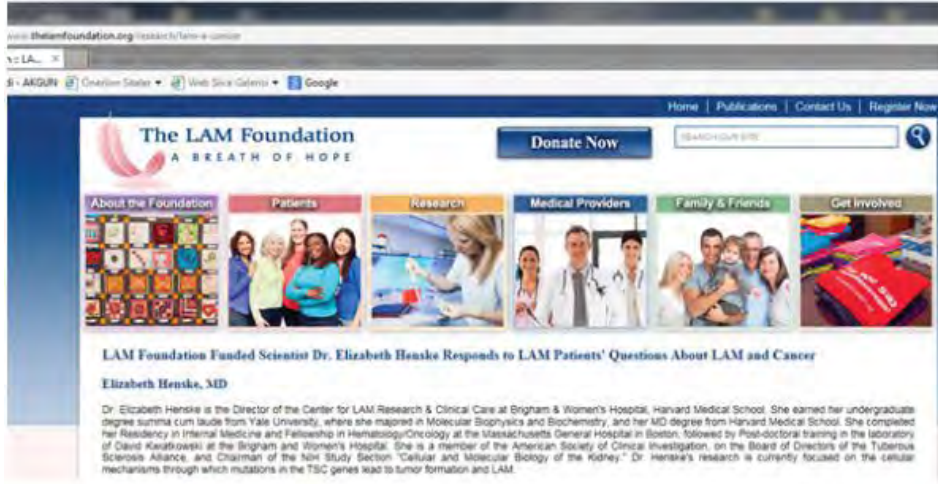 www.thelamfoundation.org/research/lam-&-cancer
n :: LA... ×
AKGUN
Web Slice Galerisi
Google
Home | Publications | Contact Us | Register Now
The LAM Foundation
A BREATH OF HOPE
Donate Now
SEARCH OUR SITE
About the Foundation
Patients
Research
Medical Providers
Family & Friends
Get Involved
LAM Foundation Funded Scientist Dr. Elizabeth Henske Responds to LAM Patients' Questions About LAM and Cancer
Elizabeth Henske, MD
Dr. Elizabeth Henske is the Director of the Center for LAM Research & Clinical Care at Brigham & Women's Hospital, Harvard Medical School. She earned her undergraduate
degree summa cum laude from Yale University, where she majored in Molecular Biophysics and Biochemistry, and her MD degree from Harvard Medical School. She completed
her Residency in Internal Medicine and Fellowship in Hematology/Oncology at the Massachusetts General Hospital in Boston, followed by Post-doctoral training in the laboratory
of David Kwiatkowski at the Brigham and Women's Hospital. She is a member of the American Society of Clinical Investigation, on the Board of Directors of the Tuberous
Sclerosis Alliance, and Chairman of the NIH Study Section "Cellular and Molecular Biology of the Kidney." Dr. Henske's research is currently focused on the cellular
mechanisms through which mutations in the TSC genes lead to tumor formation and LAM.